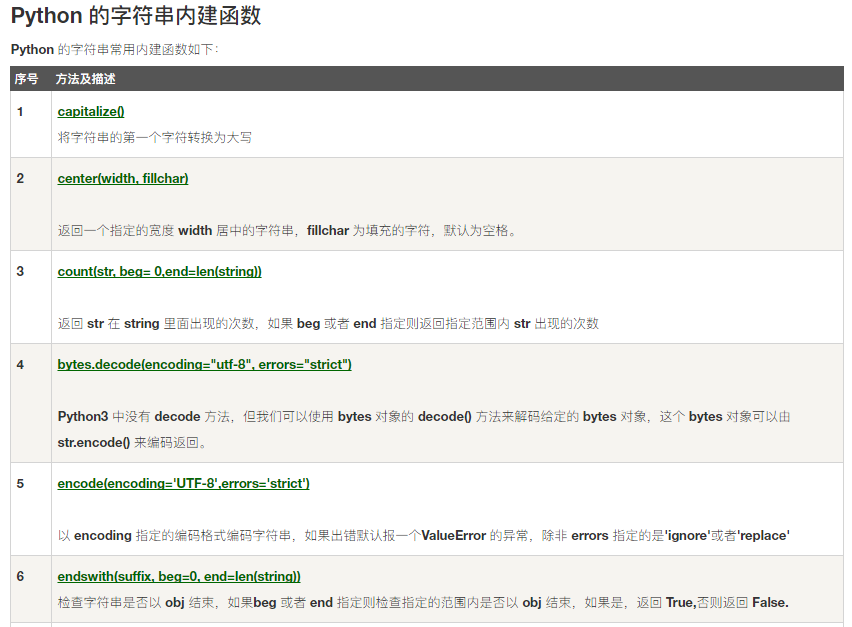 Python 的字符串内建函数
Python 的字符串常用内建函数如下:
序号 方法及描述
1 capitalize()
将字符串的第一个字符转换为大写
2 center(width, fillchar)
返回一个指定的宽度 width 居中的字符串，fillchar 为填充的字符，默认为空格。
3 count(str, beg= 0,end=len(string))
返回 str 在 string 里面出现的次数，如果 beg 或者 end 指定则返回指定范围内 str 出现的次数
4 bytes.decode(encoding="utf-8", errors="strict")
Python3 中没有 decode 方法，但我们可以使用 bytes 对象的 decode() 方法来解码给定的 bytes 对象，这个 bytes 对象可以由
str.encode() 来编码返回。
5 encode(encoding='UTF-8',errors='strict')
以 encoding 指定的编码格式编码字符串，如果出错默认报一个ValueError 的异常，除非 errors 指定的是'ignore'或者'replace'
6 endswith(suffix, beg=0, end=len(string))
检查字符串是否以 obj 结束，如果beg 或者 end 指定则检查指定的范围内是否以 obj 结束，如果是，返回 True,否则返回 False.